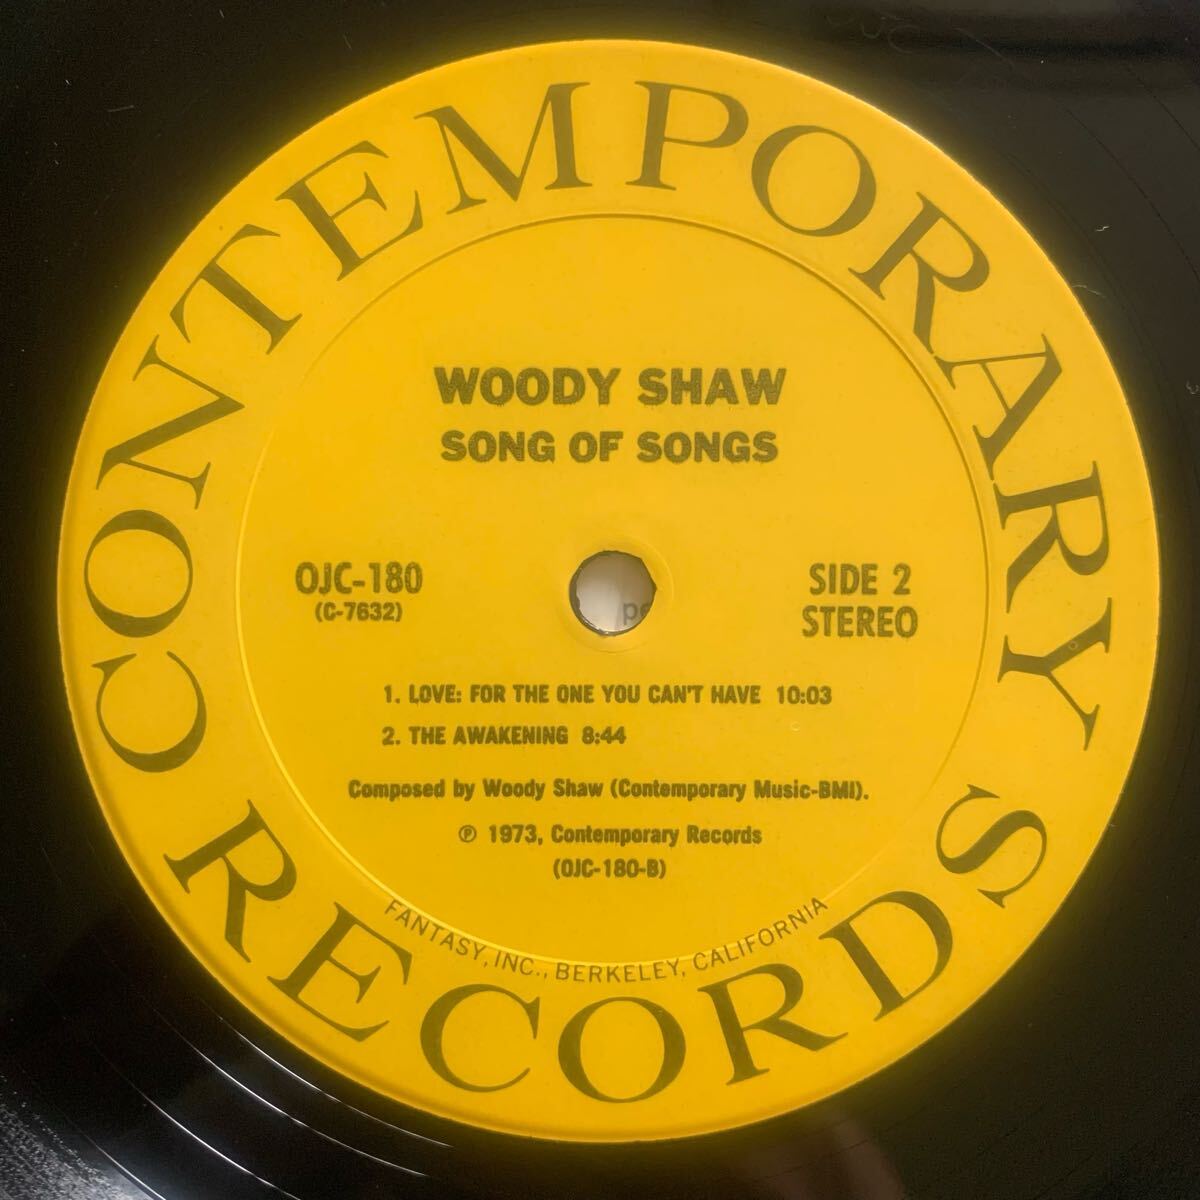 CONTEMPORARY
WOODY SHAW
SONG OF SONGS
OJC-180
(C-7632)
SIDE 2
STEREO
1. LOVE: FOR THE ONE YOU CAN'T HAVE 10:03
2. THE AWAKENING 8:44
Composed by Woody Shaw (Contemporary Music-BMI).
℗ 1973, Contemporary Records
(OJC-180-B)
FANTASY, INC., BERKELEY, CALIFORNIA
RECORDS